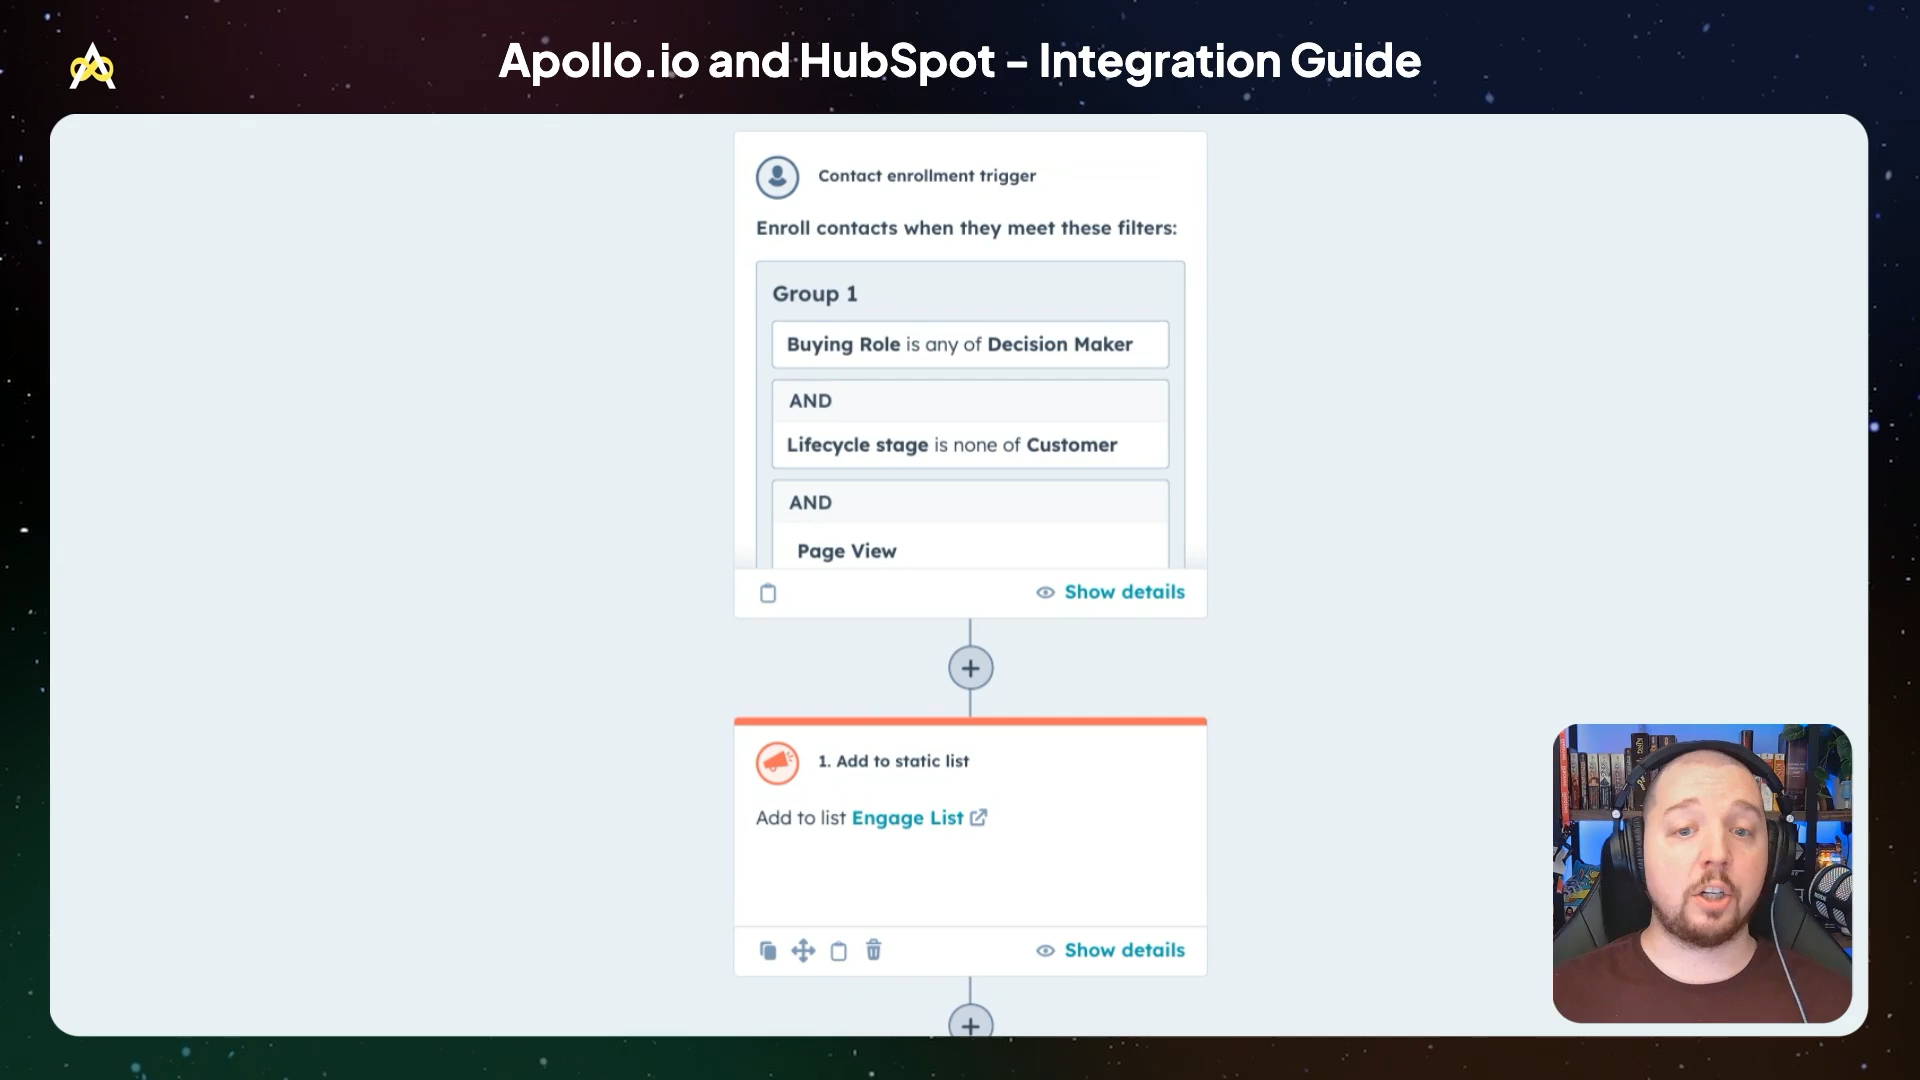 Apollo.io and HubSpot – Integration Guide
Contact enrollment trigger
Enroll contacts when they meet these filters:
Group 1
Buying Role is any of Decision Maker
AND
Lifecycle stage is none of Customer
AND
Page View
Show details
1. Add to static list
Add to list Engage List
Show details